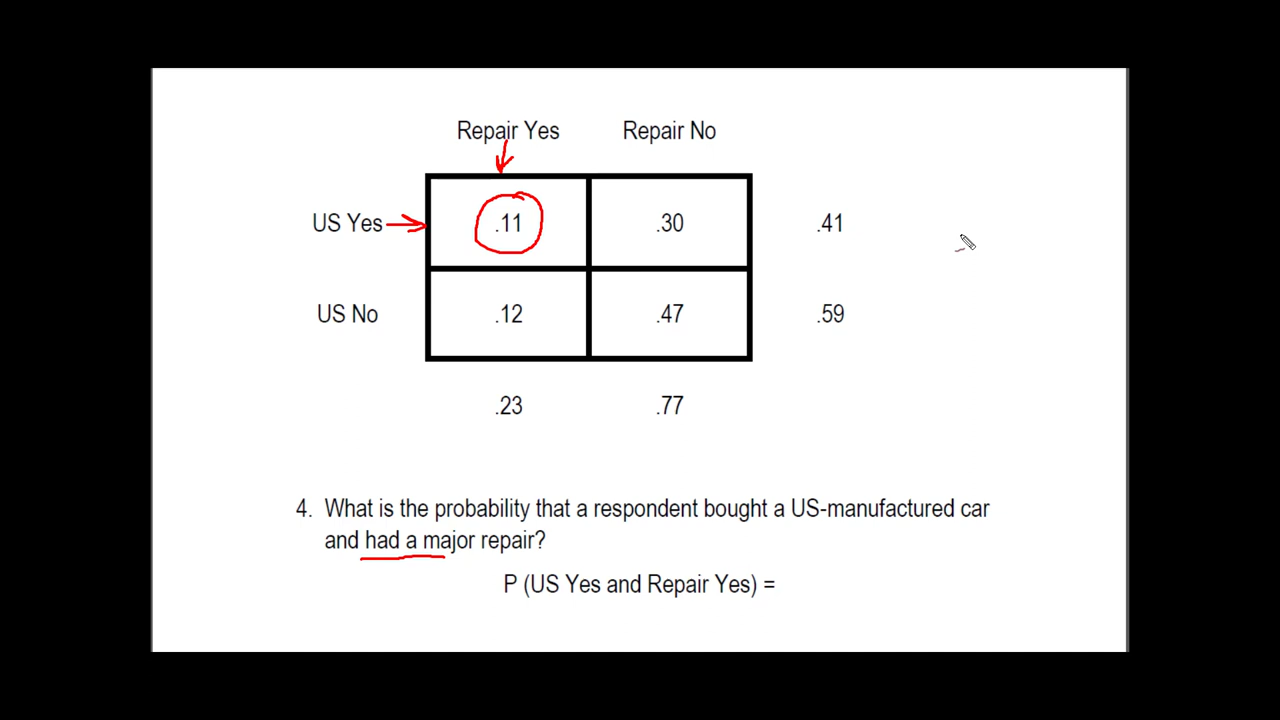 Repair Yes Repair No
US Yes .11 .30 .41
US No .12 .47 .59
.23 .77
4. What is the probability that a respondent bought a US-manufactured car
and had a major repair?
P (US Yes and Repair Yes) =